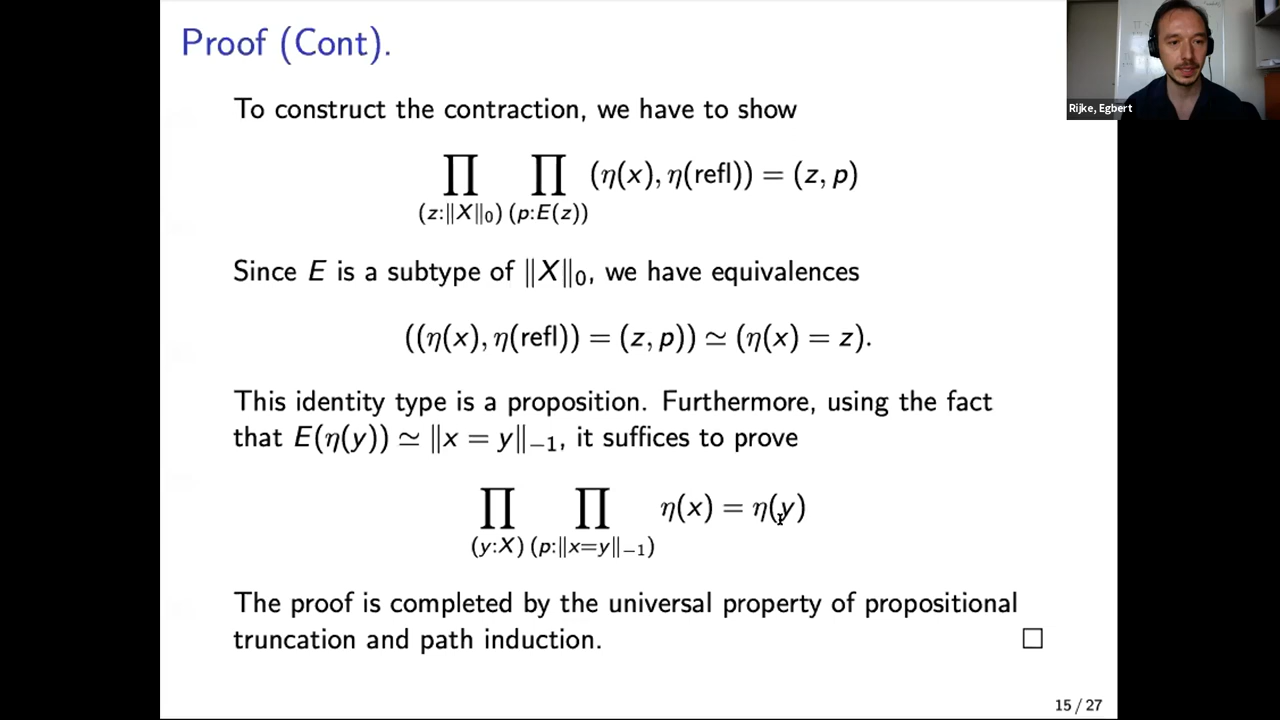 Proof (Cont).
Rijke, Egbert
To construct the contraction, we have to show
∏ ∏ (η(x), η(refl)) = (z, p)
(z:‖X‖₀) (p:E(z))
Since E is a subtype of ‖X‖₀, we have equivalences
((η(x), η(refl)) = (z, p)) ≃ (η(x) = z).
This identity type is a proposition. Furthermore, using the fact
that E(η(y)) ≃ ‖x = y‖₋₁, it suffices to prove
∏ ∏ η(x) = η(y)
(y:X) (p:‖x=y‖₋₁)
The proof is completed by the universal property of propositional
truncation and path induction. □
15 / 27